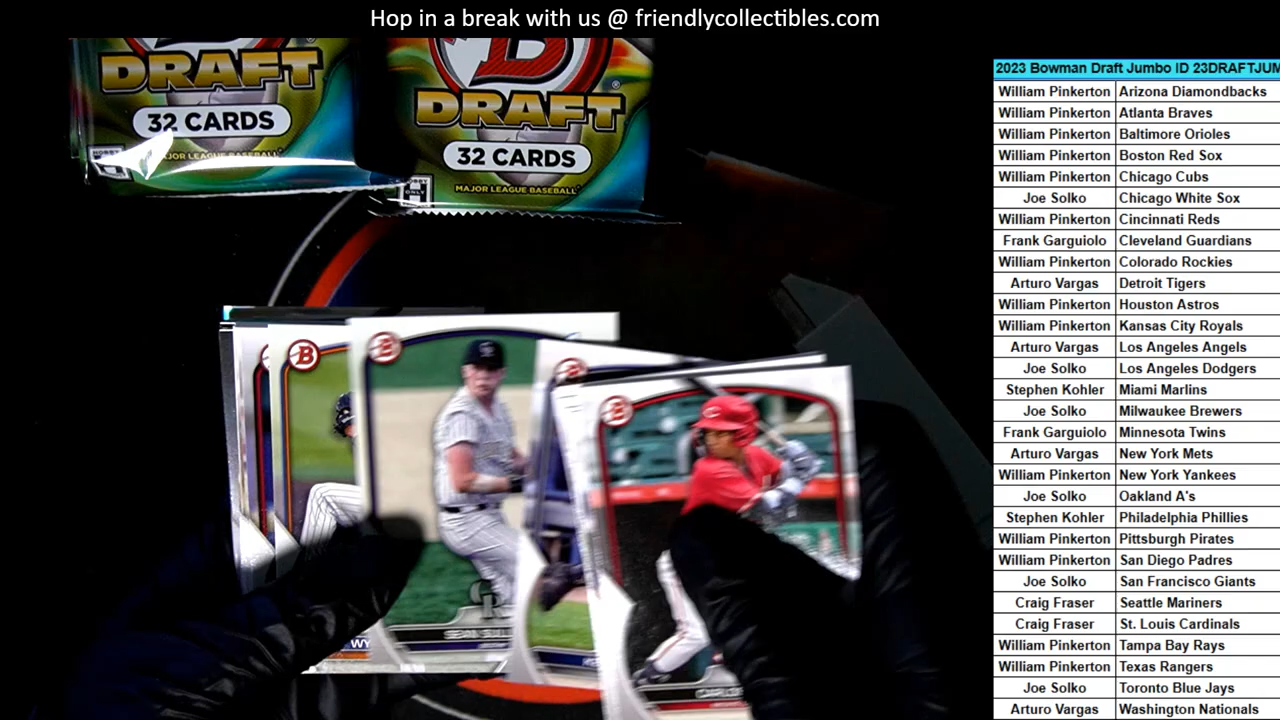 Hop in a break with us @ friendlycollectibles.com
DRAFT
32 CARDS
MAJOR LEAGUE BASEBALL
DRAFT
32 CARDS
MAJOR LEAGUE BASEBALL
2023 Bowman Draft Jumbo ID 23DRAFTJUM
William Pinkerton Arizona Diamondbacks
William Pinkerton Atlanta Braves
William Pinkerton Baltimore Orioles
William Pinkerton Boston Red Sox
William Pinkerton Chicago Cubs
Joe Solko Chicago White Sox
William Pinkerton Cincinnati Reds
Frank Garguiolo Cleveland Guardians
William Pinkerton Colorado Rockies
Arturo Vargas Detroit Tigers
William Pinkerton Houston Astros
William Pinkerton Kansas City Royals
Arturo Vargas Los Angeles Angels
Joe Solko Los Angeles Dodgers
Stephen Kohler Miami Marlins
Joe Solko Milwaukee Brewers
Frank Garguiolo Minnesota Twins
Arturo Vargas New York Mets
William Pinkerton New York Yankees
Joe Solko Oakland A's
Stephen Kohler Philadelphia Phillies
William Pinkerton Pittsburgh Pirates
William Pinkerton San Diego Padres
Joe Solko San Francisco Giants
Craig Fraser Seattle Mariners
Craig Fraser St. Louis Cardinals
William Pinkerton Tampa Bay Rays
William Pinkerton Texas Rangers
Joe Solko Toronto Blue Jays
Arturo Vargas Washington Nationals
B
B
B
WY
SEAN